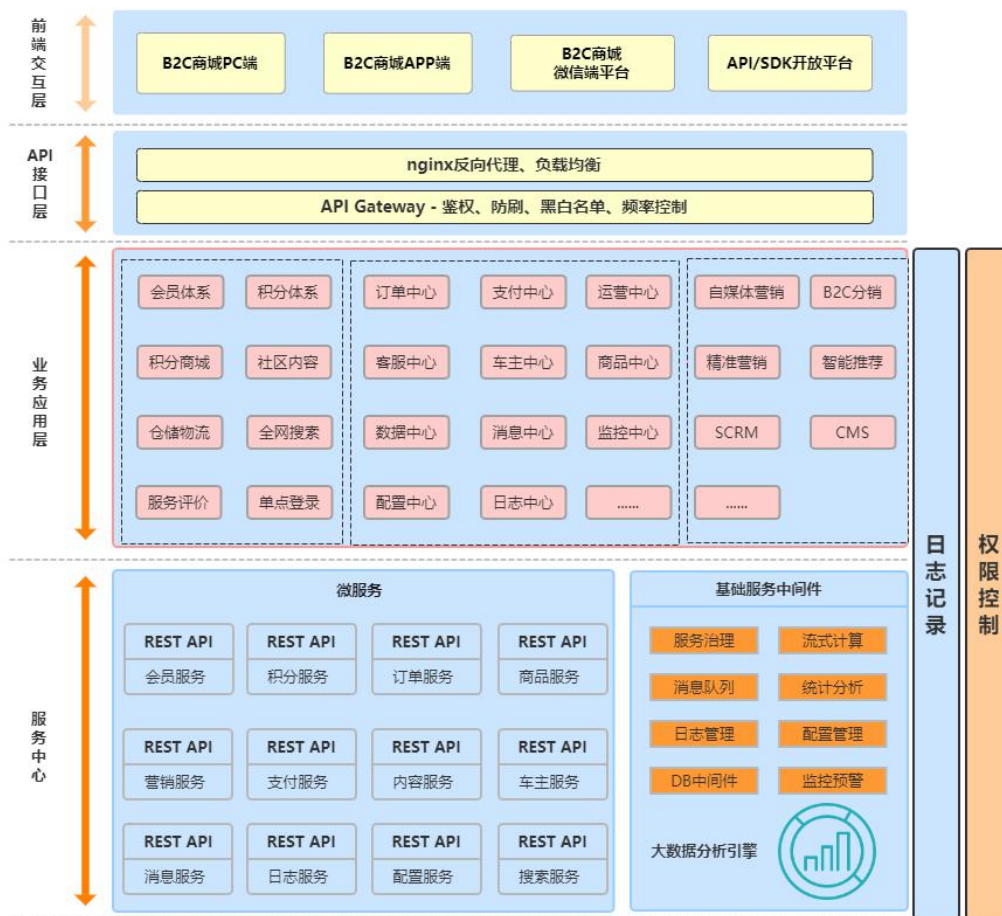 前端交互层
B2C商城PC端
B2C商城APP端
B2C商城
微信端平台
API/SDK开放平台
API接口层
nginx反向代理、负载均衡
API Gateway - 鉴权、防刷、黑白名单、频率控制
业务应用层
会员体系
积分体系
订单中心
支付中心
运营中心
自媒体营销
B2C分销
积分商城
社区内容
客服中心
车主中心
商品中心
精准营销
智能推荐
仓储物流
全网搜索
数据中心
消息中心
监控中心
SCRM
CMS
服务评价
单点登录
配置中心
日志中心
......
......
日志记录
权限控制
服务中心
微服务
REST API
会员服务
REST API
积分服务
REST API
订单服务
REST API
商品服务
REST API
营销服务
REST API
支付服务
REST API
内容服务
REST API
车主服务
REST API
消息服务
REST API
日志服务
REST API
配置服务
REST API
搜索服务
基础服务中间件
服务治理
流式计算
消息队列
统计分析
日志管理
配置管理
DB中间件
监控预警
大数据分析引擎